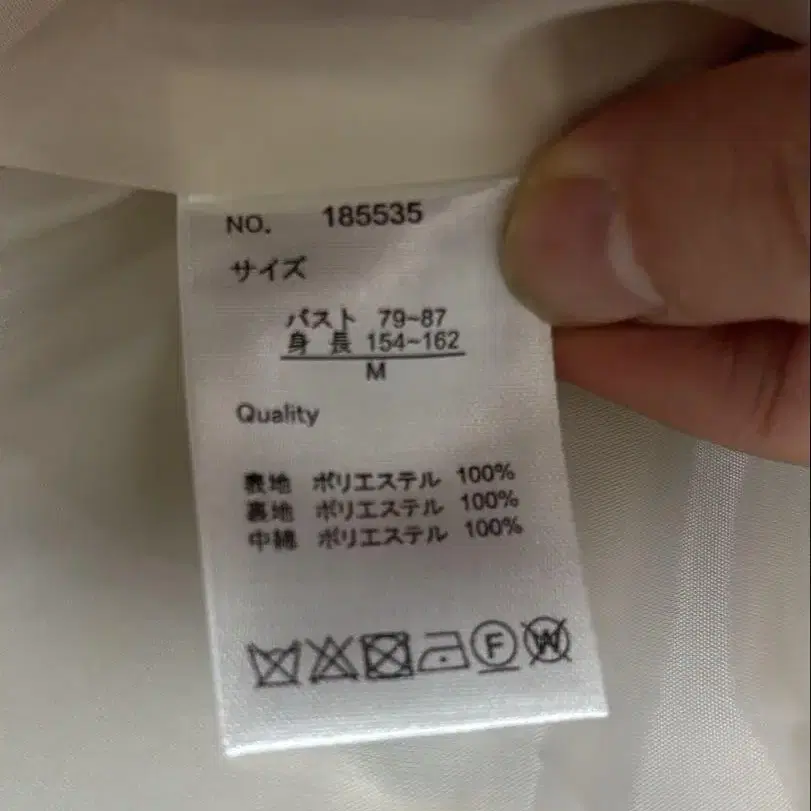 NO. 185535
サイズ
バスト 79~87
身 長 154~162
M
Quality
表地 ポリエステル 100%
裏地 ポリエステル 100%
中綿 ポリエステル 100%
F W